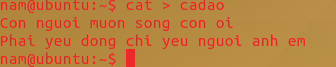 nam@ubuntu:~$ cat > cadao
Con nguoi muon song con oi
Phai yeu dong chi yeu nguoi anh em
nam@ubuntu:~$